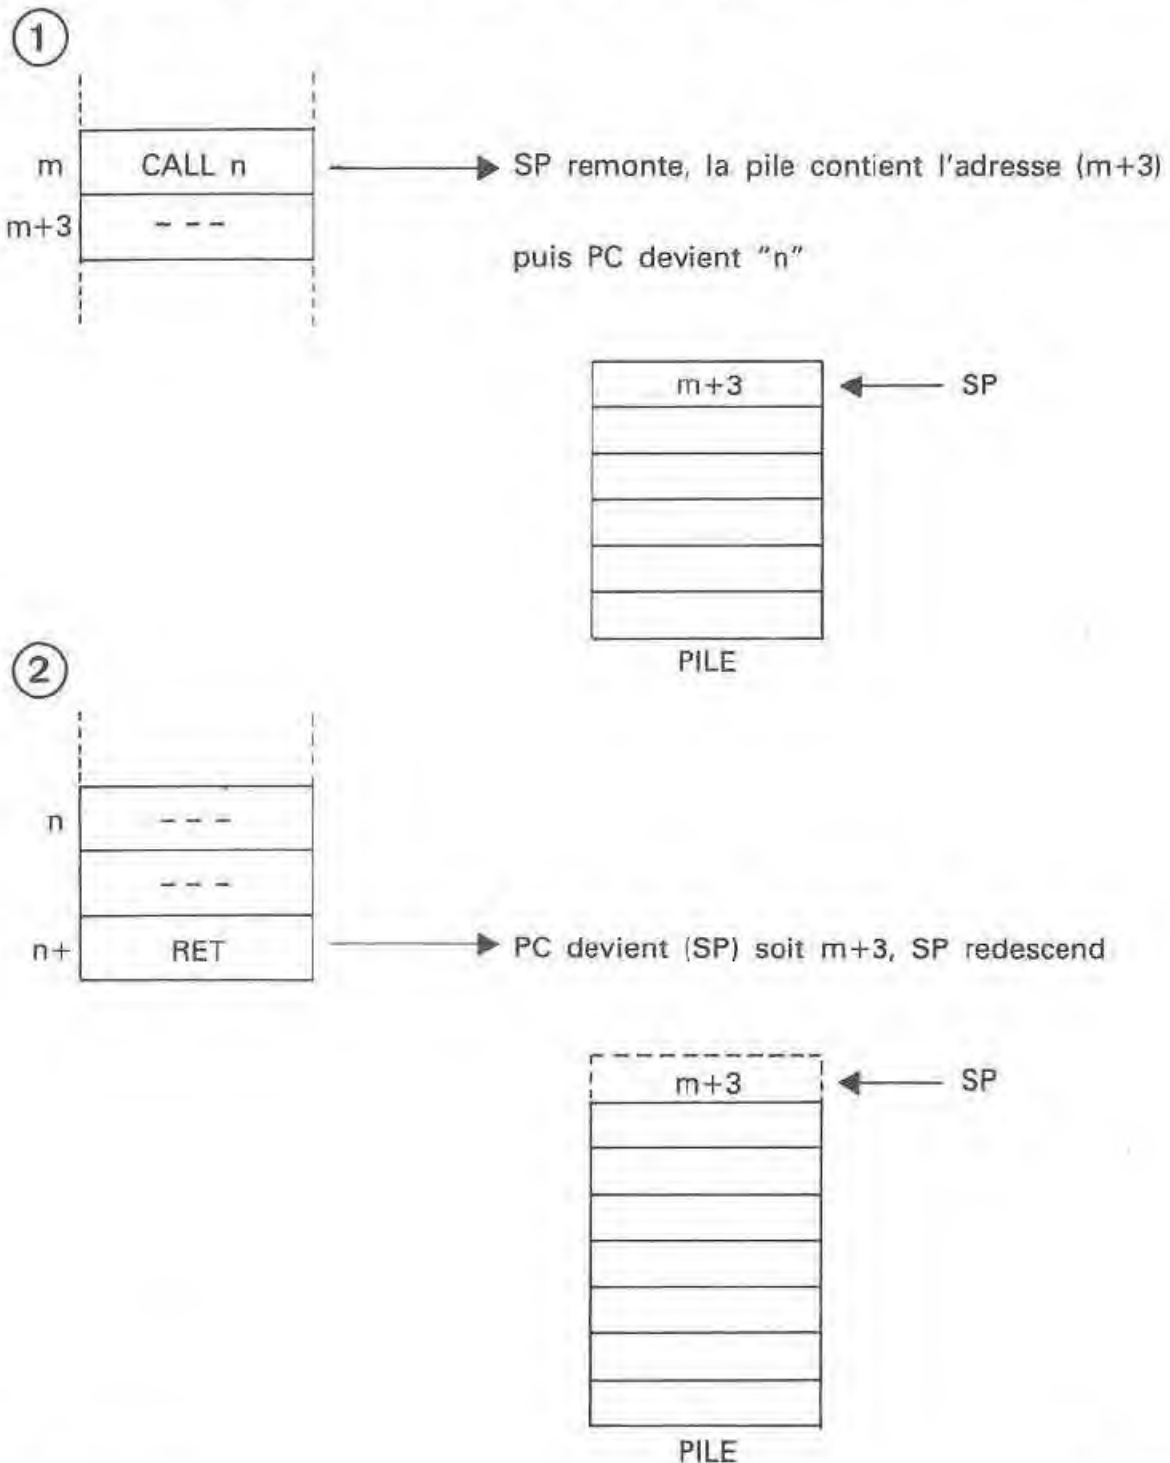 1
m CALL n SP remonte, la pile contient l'adresse (m+3)
m+3 - - -
puis PC devient "n"
m+3 SP
PILE
2
n - - -
- - -
n+ RET PC devient (SP) soit m+3, SP redescend
m+3 SP
PILE